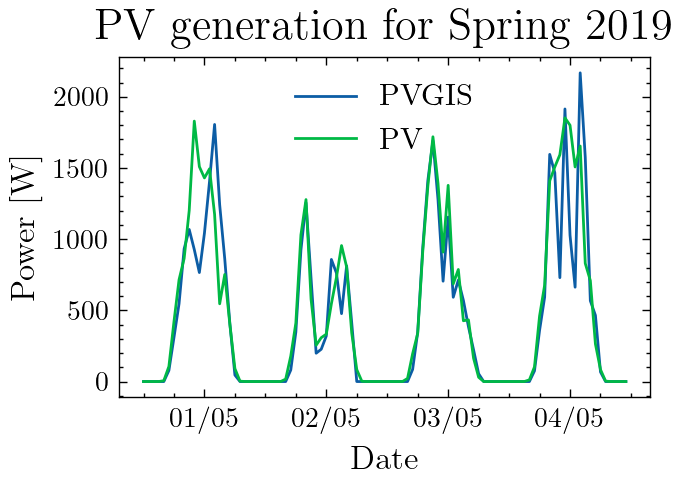 PV generation for Spring 2019
PVGIS
PV
Power [W]
2000
1500
1000
500
0
01/05 02/05 03/05 04/05
Date